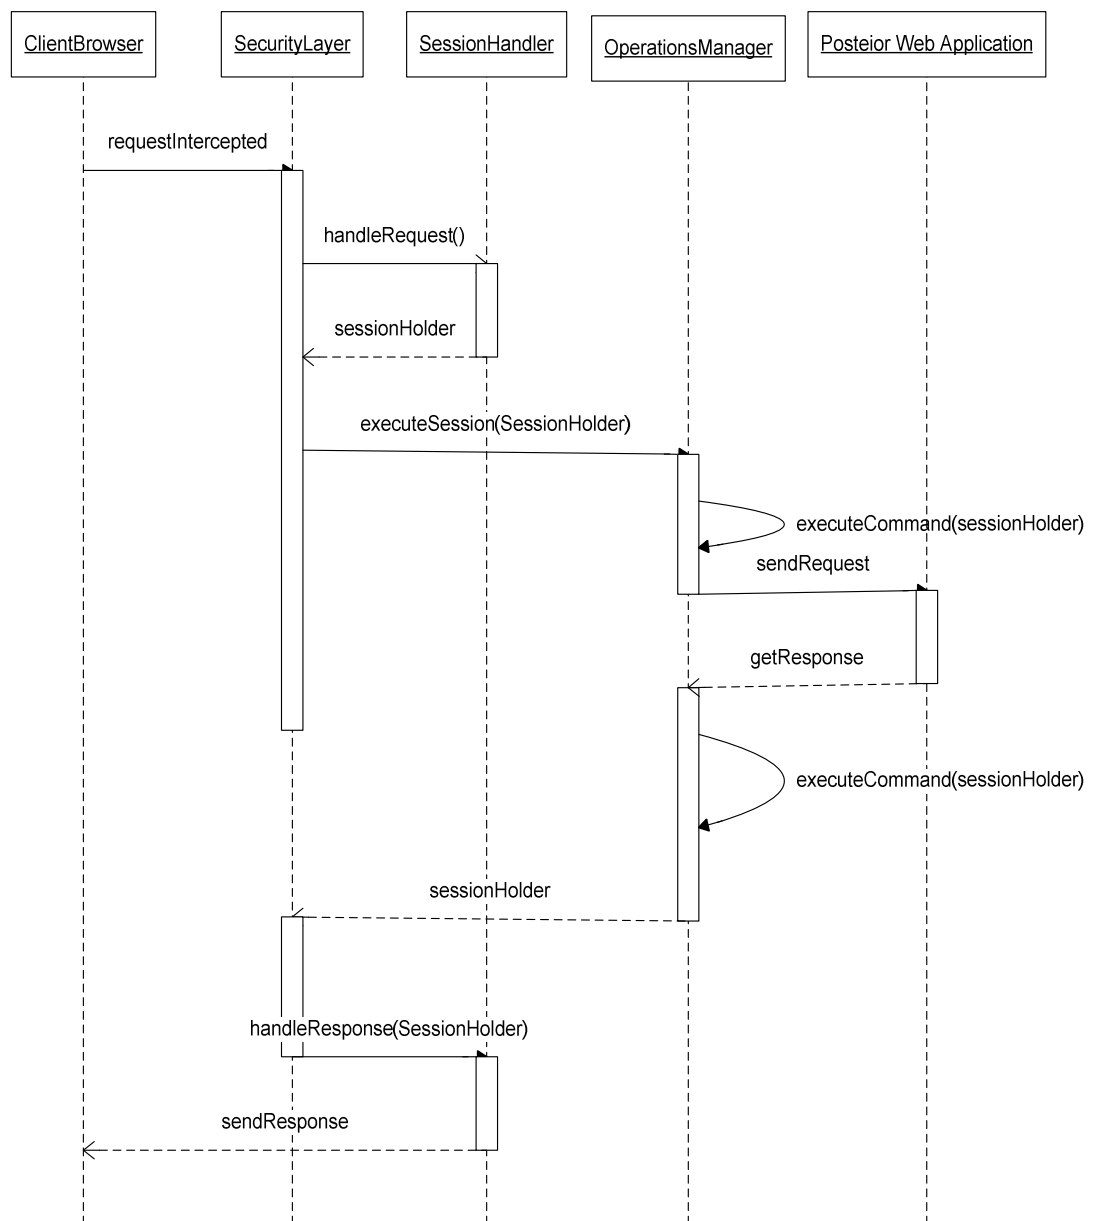 ClientBrowser
SecurityLayer
SessionHandler
OperationsManager
Posteior Web Application
requestIntercepted
handleRequest()
sessionHolder
executeSession(SessionHolder)
executeCommand(sessionHolder)
sendRequest
getResponse
executeCommand(sessionHolder)
sessionHolder
handleResponse(SessionHolder)
sendResponse